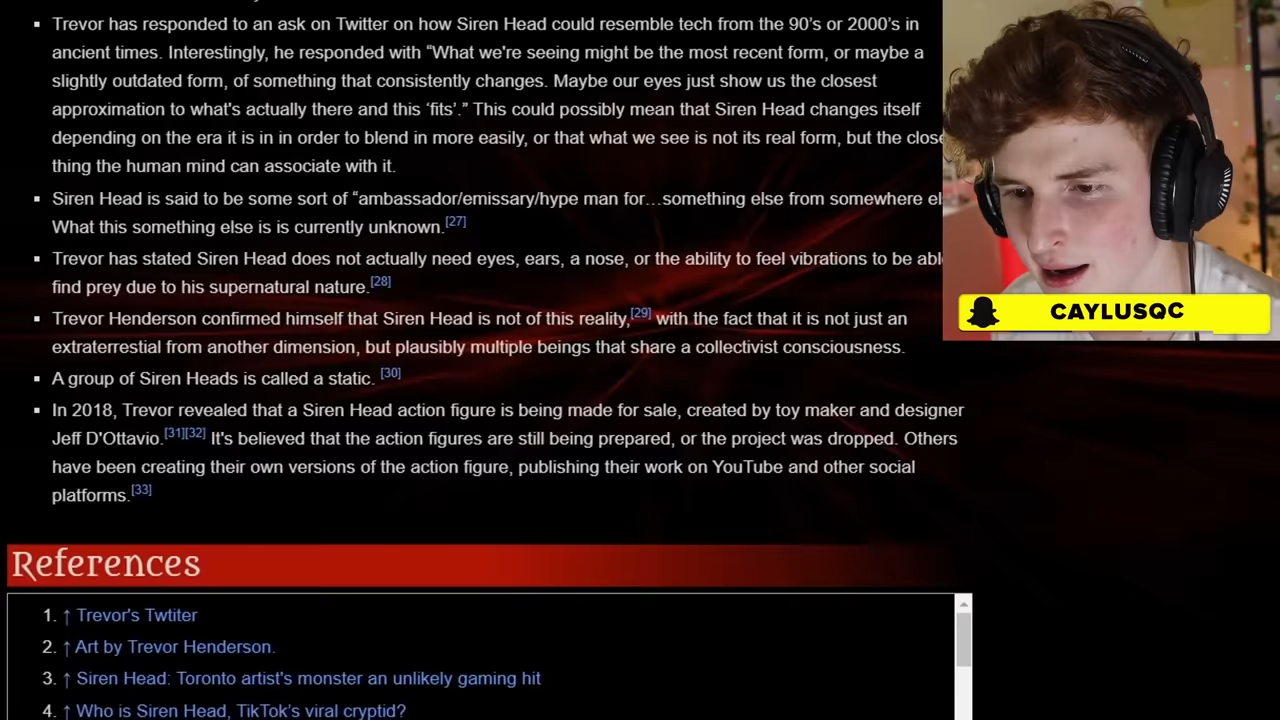 Trevor has responded to an ask on Twitter on how Siren Head could resemble tech from the 90's or 2000's in
ancient times. Interestingly, he responded with “What we're seeing might be the most recent form, or maybe a
slightly outdated form, of something that consistently changes. Maybe our eyes just show us the closest
approximation to what's actually there and this ‘fits’.” This could possibly mean that Siren Head changes itself
depending on the era it is in in order to blend in more easily, or that what we see is not its real form, but the
thing the human mind can associate with it.
Siren Head is said to be some sort of “ambassador/emissary/hype man for…something else from somewhere
What this something else is is currently unknown.[27]
Trevor has stated Siren Head does not actually need eyes, ears, a nose, or the ability to feel vibrations to be
find prey due to his supernatural nature.[28]
Trevor Henderson confirmed himself that Siren Head is not of this reality,[29] with the fact that it is not just an
extraterrestial from another dimension, but plausibly multiple beings that share a collectivist consciousness.
A group of Siren Heads is called a static. [30]
In 2018, Trevor revealed that a Siren Head action figure is being made for sale, created by toy maker and designer
Jeff D'Ottavio.[31][32] It's believed that the action figures are still being prepared, or the project was dropped. Others
have been creating their own versions of the action figure, publishing their work on YouTube and other social
platforms.[33]
CAYLUSQC
References
1. ↑ Trevor's Twtiter
2. ↑ Art by Trevor Henderson.
3. ↑ Siren Head: Toronto artist's monster an unlikely gaming hit
4. ↑ Who is Siren Head, TikTok's viral cryptid?